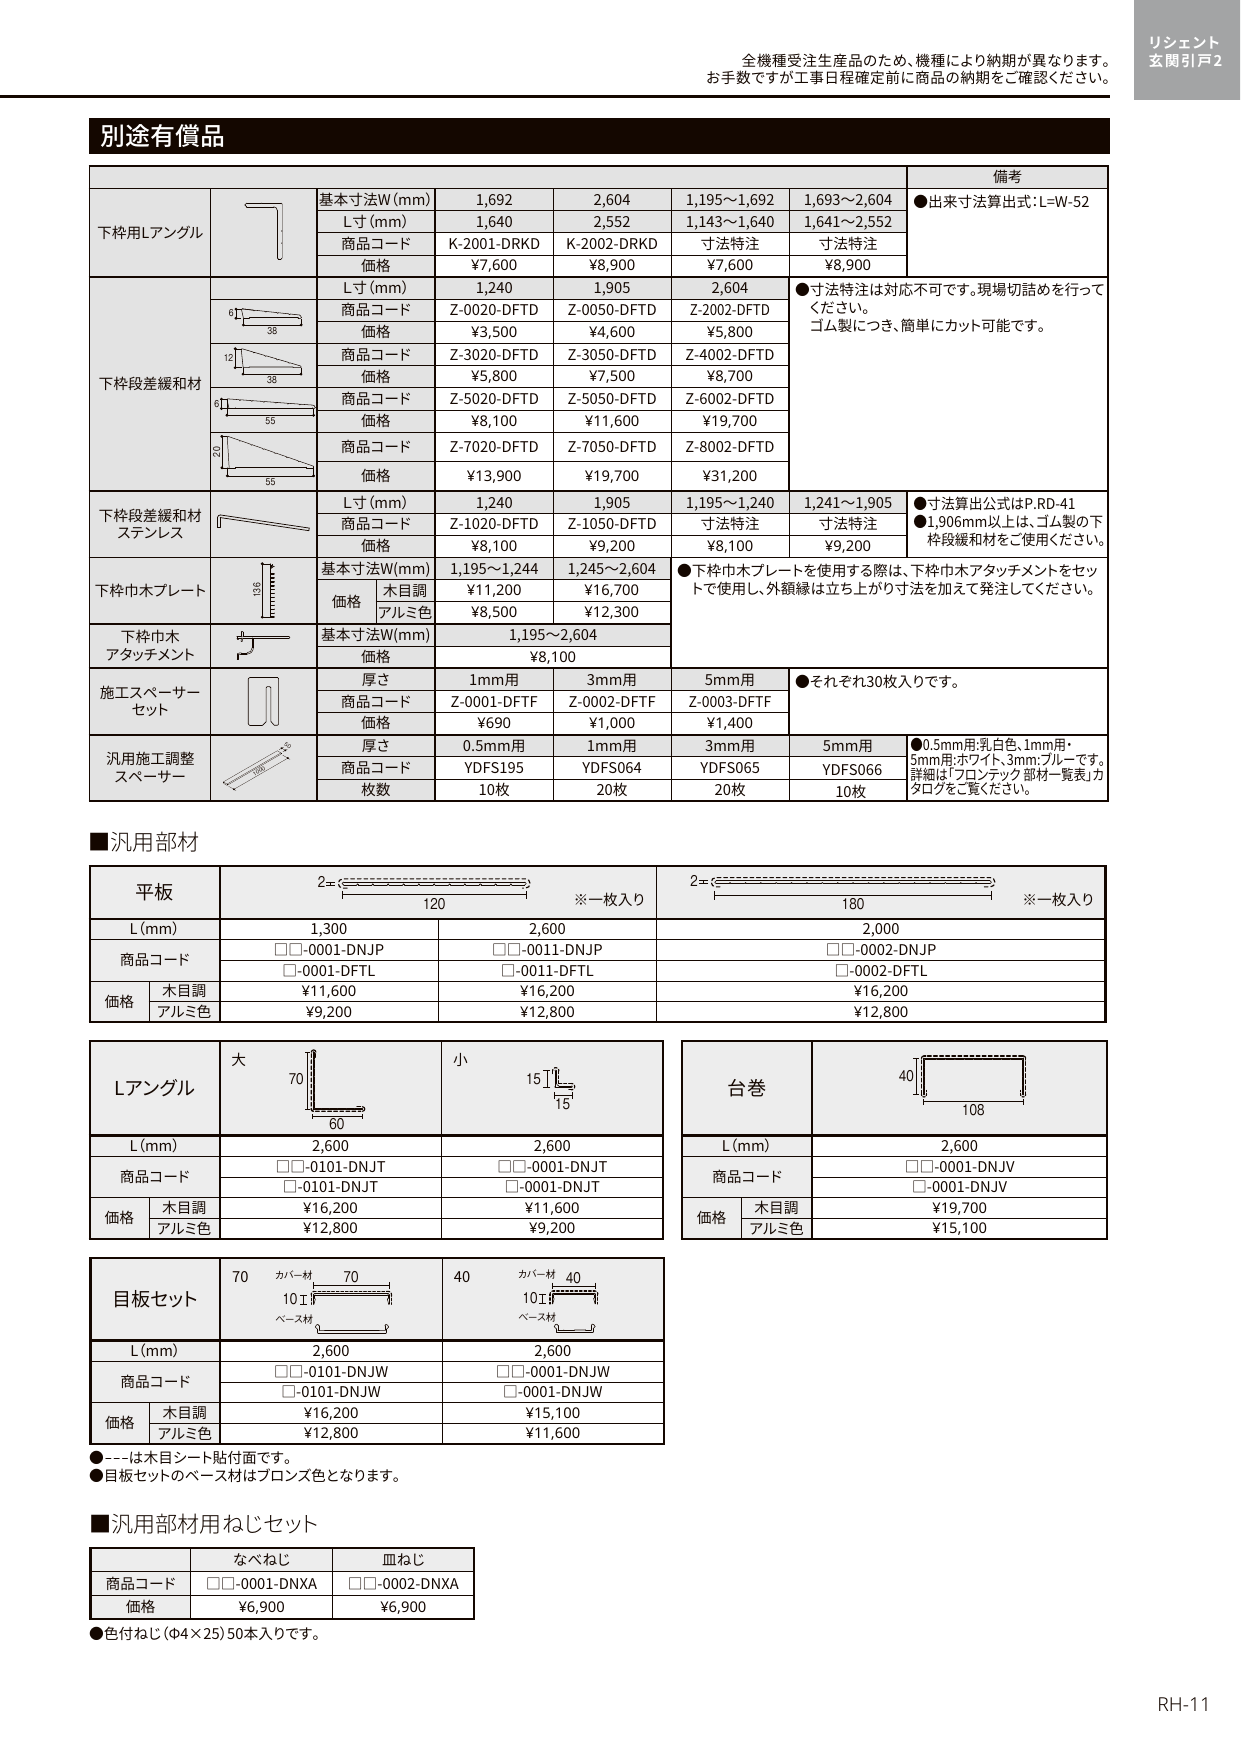 リシェント
玄関引戸2
全機種受注生産品のため、機種により納期が異なります。
お手数ですが工事日程確定前に商品の納期をご確認ください。
別途有償品
備考
下枠用Lアングル
基本寸法W（mm） 1,692 2,604 1,195～1,692 1,693～2,604
L寸（mm） 1,640 2,552 1,143～1,640 1,641～2,552
商品コード K-2001-DRKD K-2002-DRKD 寸法特注 寸法特注
価格 ¥7,600 ¥8,900 ¥7,600 ¥8,900
●出来寸法算出式：L=W-52
下枠段差緩和材
L寸（mm） 1,240 1,905 2,604
6 38
商品コード Z-0020-DFTD Z-0050-DFTD Z-2002-DFTD
価格 ¥3,500 ¥4,600 ¥5,800
12 38
商品コード Z-3020-DFTD Z-3050-DFTD Z-4002-DFTD
価格 ¥5,800 ¥7,500 ¥8,700
6 55
商品コード Z-5020-DFTD Z-5050-DFTD Z-6002-DFTD
価格 ¥8,100 ¥11,600 ¥19,700
20 55
商品コード Z-7020-DFTD Z-7050-DFTD Z-8002-DFTD
価格 ¥13,900 ¥19,700 ¥31,200
●寸法特注は対応不可です。現場切詰めを行って
ください。
ゴム製につき、簡単にカット可能です。
下枠段差緩和材
ステンレス
L寸（mm） 1,240 1,905 1,195～1,240 1,241～1,905
商品コード Z-1020-DFTD Z-1050-DFTD 寸法特注 寸法特注
価格 ¥8,100 ¥9,200 ¥8,100 ¥9,200
●寸法算出公式はP.RD-41
●1,906mm以上は、ゴム製の下
枠段緩和材をご使用ください。
下枠巾木プレート
136
基本寸法W(mm) 1,195～1,244 1,245～2,604
価格 木目調 ¥11,200 ¥16,700
アルミ色 ¥8,500 ¥12,300
●下枠巾木プレートを使用する際は、下枠巾木アタッチメントをセッ
トで使用し、外額縁は立ち上がり寸法を加えて発注してください。
下枠巾木
アタッチメント
基本寸法W(mm) 1,195～2,604
価格 ¥8,100
施工スペーサー
セット
厚さ 1mm用 3mm用 5mm用
商品コード Z-0001-DFTF Z-0002-DFTF Z-0003-DFTF
価格 ¥690 ¥1,000 ¥1,400
●それぞれ30枚入りです。
汎用施工調整
スペーサー
1000
厚さ 0.5mm用 1mm用 3mm用 5mm用
商品コード YDFS195 YDFS064 YDFS065 YDFS066
枚数 10枚 20枚 20枚 10枚
●0.5mm用:乳白色、1mm用・
5mm用:ホワイト、3mm:ブルーです。
詳細は「フロンテック 部材一覧表」カ
タログをご覧ください。
■汎用部材
平板
2 120 ※一枚入り
2 180 ※一枚入り
L（mm） 1,300 2,600 2,000
商品コード □□-0001-DNJP □□-0011-DNJP □□-0002-DNJP
□-0001-DFTL □-0011-DFTL □-0002-DFTL
価格 木目調 ¥11,600 ¥16,200 ¥16,200
アルミ色 ¥9,200 ¥12,800 ¥12,800
Lアングル
大 70 60
小 15 15
L（mm） 2,600 2,600
商品コード □□-0101-DNJT □□-0001-DNJT
□-0101-DNJT □-0001-DNJT
価格 木目調 ¥16,200 ¥11,600
アルミ色 ¥12,800 ¥9,200
台巻
40 108
L（mm） 2,600
商品コード □□-0001-DNJV
□-0001-DNJV
価格 木目調 ¥19,700
アルミ色 ¥15,100
目板セット
70 カバー材 70
10
ベース材
40 カバー材 40
10
ベース材
L（mm） 2,600 2,600
商品コード □□-0101-DNJW □□-0001-DNJW
□-0101-DNJW □-0001-DNJW
価格 木目調 ¥16,200 ¥15,100
アルミ色 ¥12,800 ¥11,600
●---は木目シート貼付面です。
●目板セットのベース材はブロンズ色となります。
■汎用部材用ねじセット
なべねじ 皿ねじ
商品コード □□-0001-DNXA □□-0002-DNXA
価格 ¥6,900 ¥6,900
●色付ねじ（Φ4×25）50本入りです。
RH-11